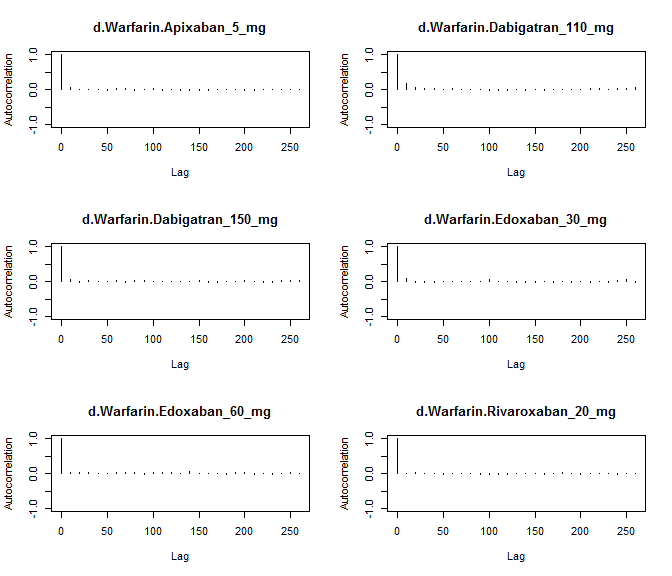 d.Warfarin.Apixaban_5_mg
Autocorrelation
1.0
0.0
-1.0
0 50 100 150 200 250
Lag
d.Warfarin.Dabigatran_110_mg
Autocorrelation
1.0
0.0
-1.0
0 50 100 150 200 250
Lag
d.Warfarin.Dabigatran_150_mg
Autocorrelation
1.0
0.0
-1.0
0 50 100 150 200 250
Lag
d.Warfarin.Edoxaban_30_mg
Autocorrelation
1.0
0.0
-1.0
0 50 100 150 200 250
Lag
d.Warfarin.Edoxaban_60_mg
Autocorrelation
1.0
0.0
-1.0
0 50 100 150 200 250
Lag
d.Warfarin.Rivaroxaban_20_mg
Autocorrelation
1.0
0.0
-1.0
0 50 100 150 200 250
Lag